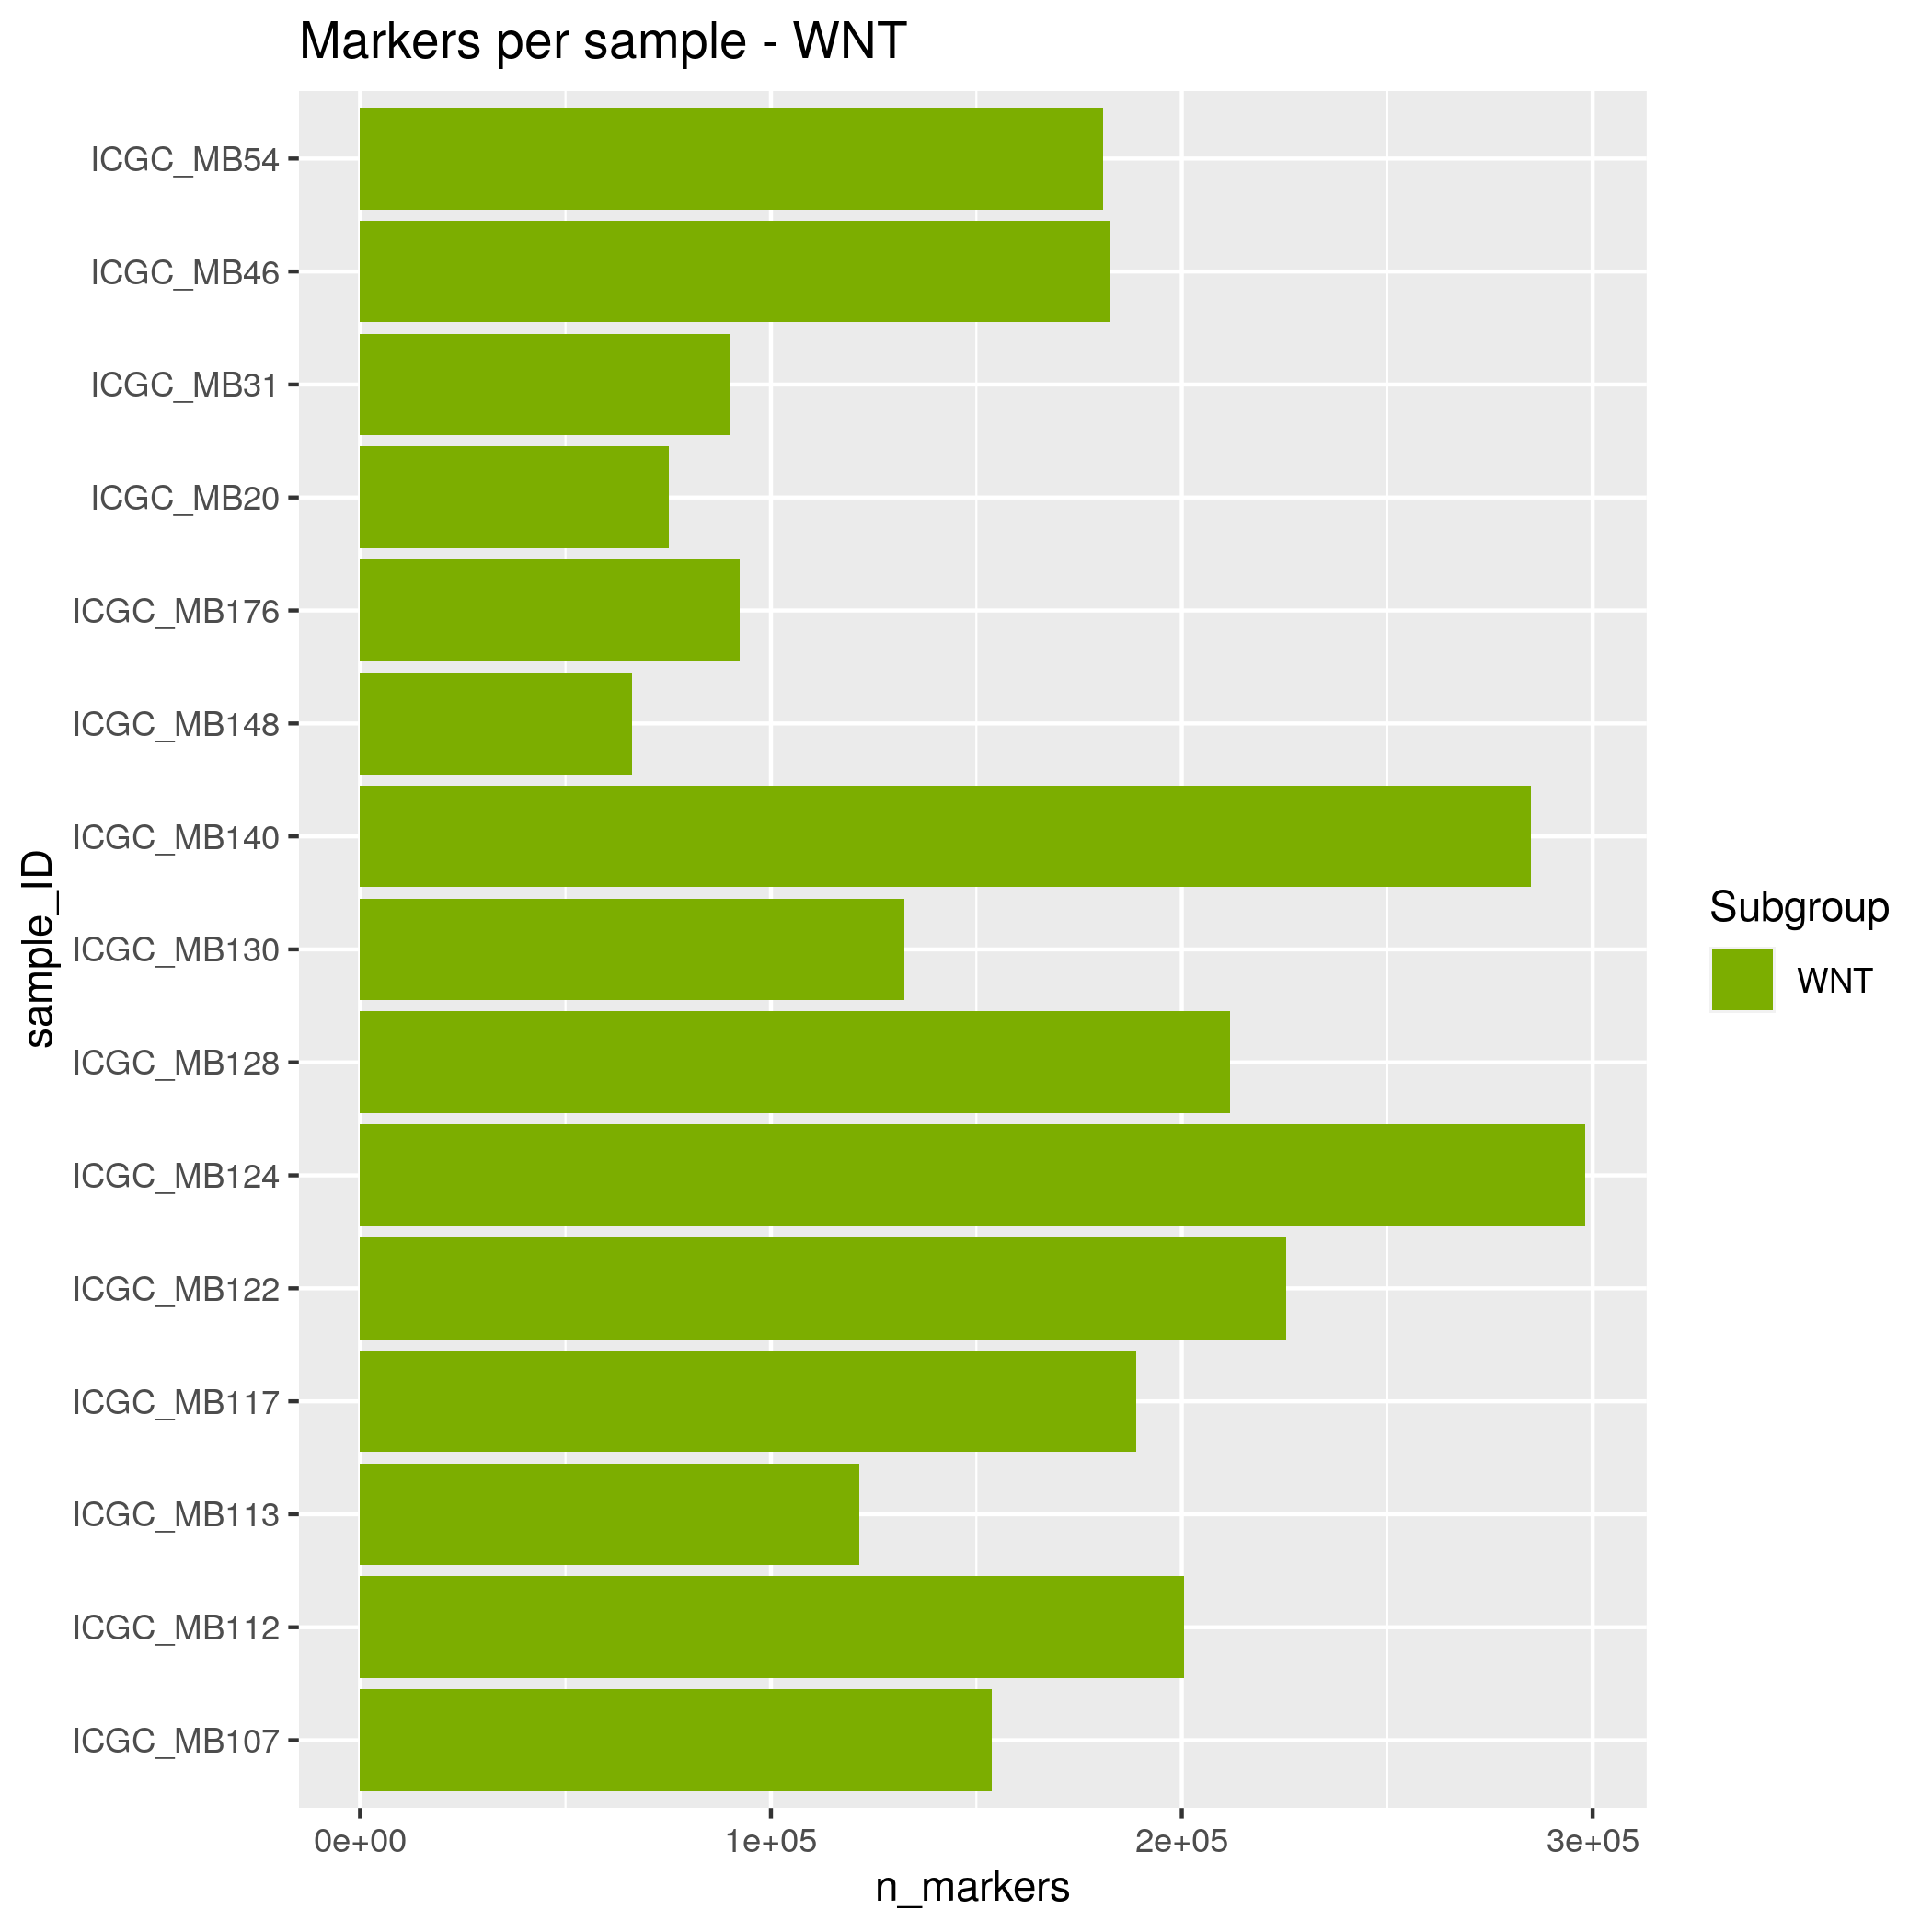 Markers per sample - WNT
ICGC_MB54
ICGC_MB46
ICGC_MB31
ICGC_MB20
ICGC_MB176
ICGC_MB148
ICGC_MB140
ICGC_MB130
ICGC_MB128
ICGC_MB124
ICGC_MB122
ICGC_MB117
ICGC_MB113
ICGC_MB112
ICGC_MB107
sample_ID
0e+00 1e+05 2e+05 3e+05
n_markers
Subgroup
WNT